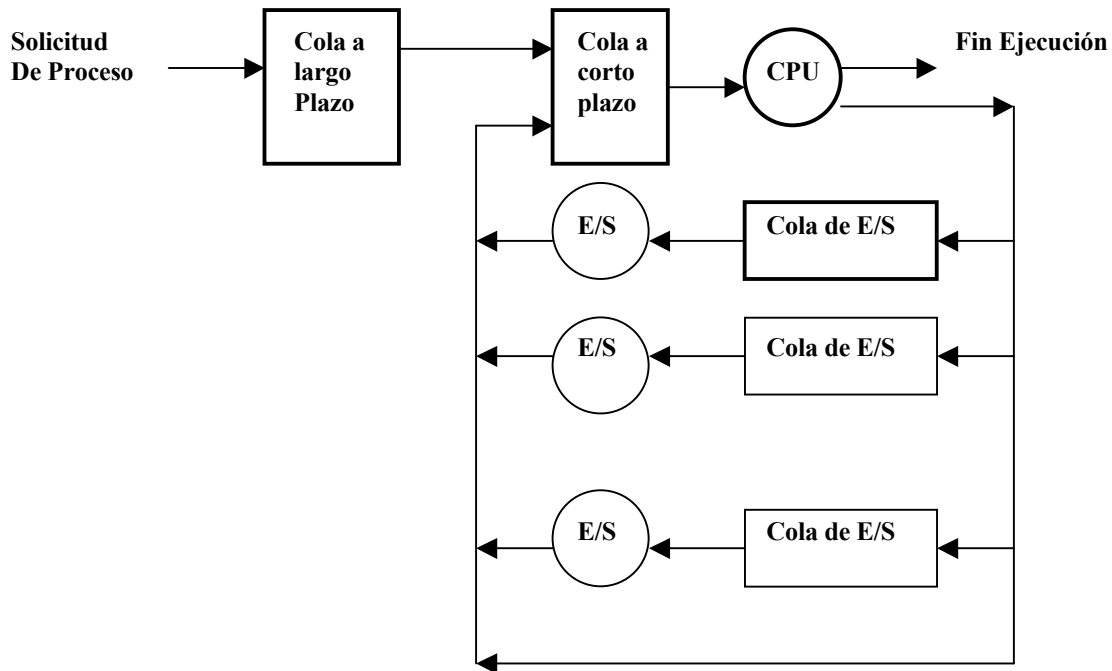 Solicitud
De Proceso
Cola a
largo
Plazo
Cola a
corto
plazo
CPU
Fin Ejecución
E/S
Cola de E/S
E/S
Cola de E/S
E/S
Cola de E/S